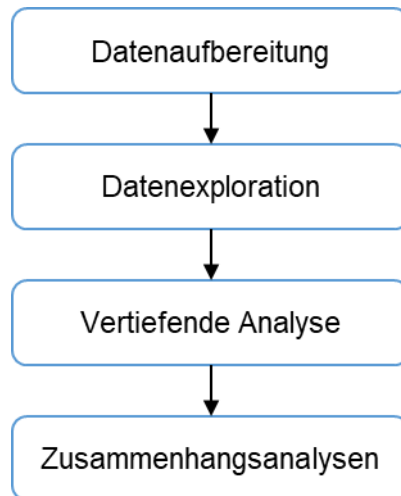 Datenaufbereitung
Datenexploration
Vertiefende Analyse
Zusammenhangsanalysen